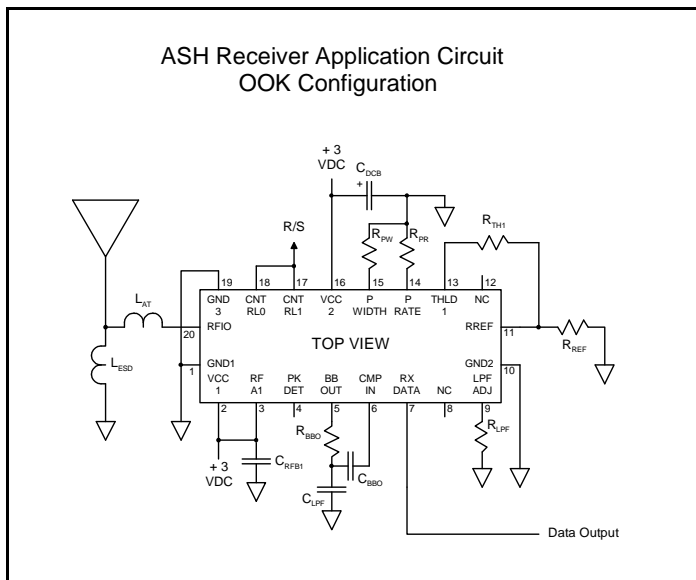 ASH Receiver Application Circuit
OOK Configuration
+ 3
VDC
C_DCB
+
R/S
R_PW
R_PR
R_TH1
19
18
17
16
15
14
13
12
GND
3
CNT
RL0
CNT
RL1
VCC
2
P
WIDTH
P
RATE
THLD
1
NC
L_AT
20
RFIO
RREF
11
R_REF
TOP VIEW
L_ESD
1
GND1
GND2
10
VCC
1
RF
A1
PK
DET
BB
OUT
CMP
IN
RX
DATA
NC
LPF
ADJ
2
3
4
5
6
7
8
9
R_BBO
R_LPF
+ 3
VDC
C_RFB1
C_BBO
C_LPF
Data Output